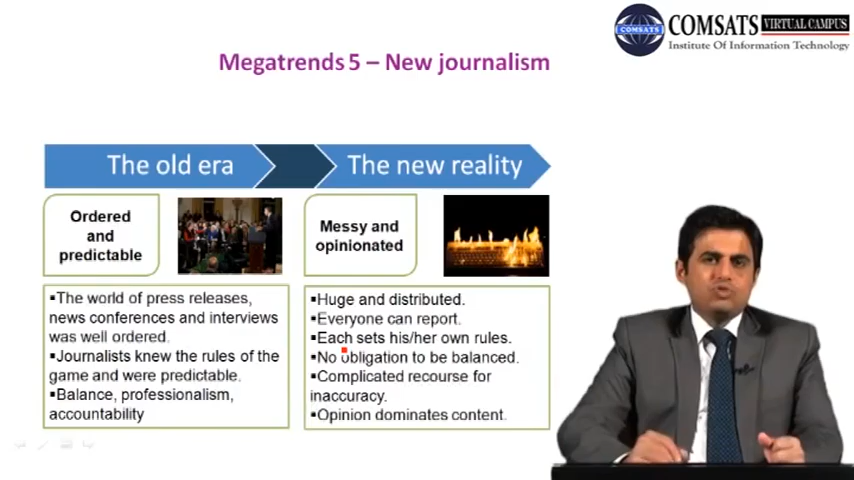 COMSATS
COMSATS VIRTUAL CAMPUS
Institute Of Information Technology
Megatrends 5 – New journalism
The old era
The new reality
Ordered
and
predictable
Messy and
opinionated
▪The world of press releases,
news conferences and interviews
was well ordered.
▪Journalists knew the rules of the
game and were predictable.
▪Balance, professionalism,
accountability
▪Huge and distributed.
▪Everyone can report.
▪Each sets his/her own rules.
▪No obligation to be balanced.
▪Complicated recourse for
inaccuracy.
▪Opinion dominates content.